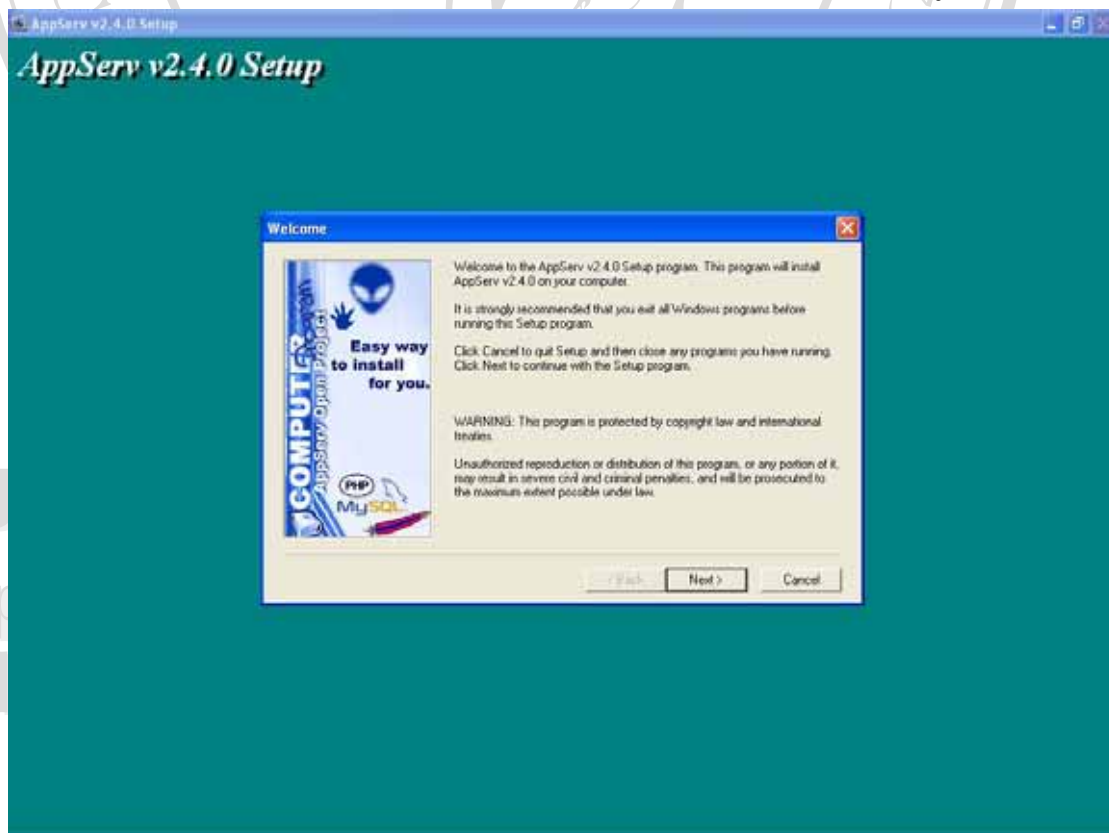 AppServ v2.4.0 Setup
AppServ v2.4.0 Setup
Welcome
Welcome to the AppServ v2.4.0 Setup program. This program will install
AppServ v2.4.0 on your computer.
It is strongly recommended that you exit all Windows programs before
running this Setup program.
Click Cancel to quit Setup and then close any programs you have running.
Click Next to continue with the Setup program.
WARNING: This program is protected by copyright law and international
treaties.
Unauthorized reproduction or distribution of this program, or any portion of it,
may result in severe civil and criminal penalties, and will be prosecuted to
the maximum extent possible under law.
COMPUTER
AppServ Open Project
Easy way
to install
for you.
PHP
MySQL
< Back
Next >
Cancel